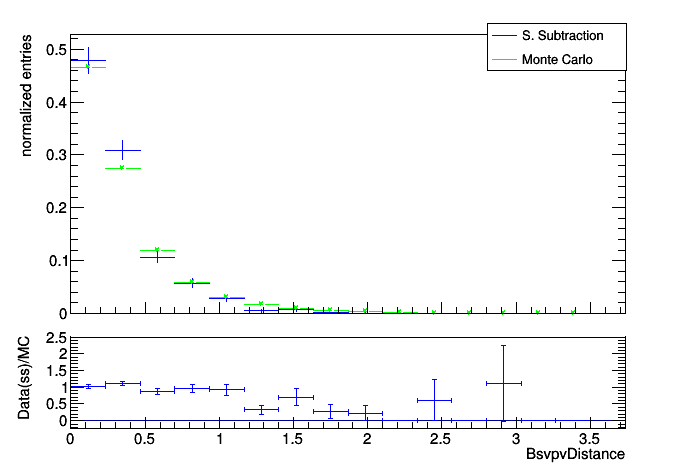 S. Subtraction
Monte Carlo
normalized entries
0.5
0.4
0.3
0.2
0.1
0
Data(ss)/MC
2.5
2
1.5
1
0.5
0
0 0.5 1 1.5 2 2.5 3 3.5
BsvpvDistance